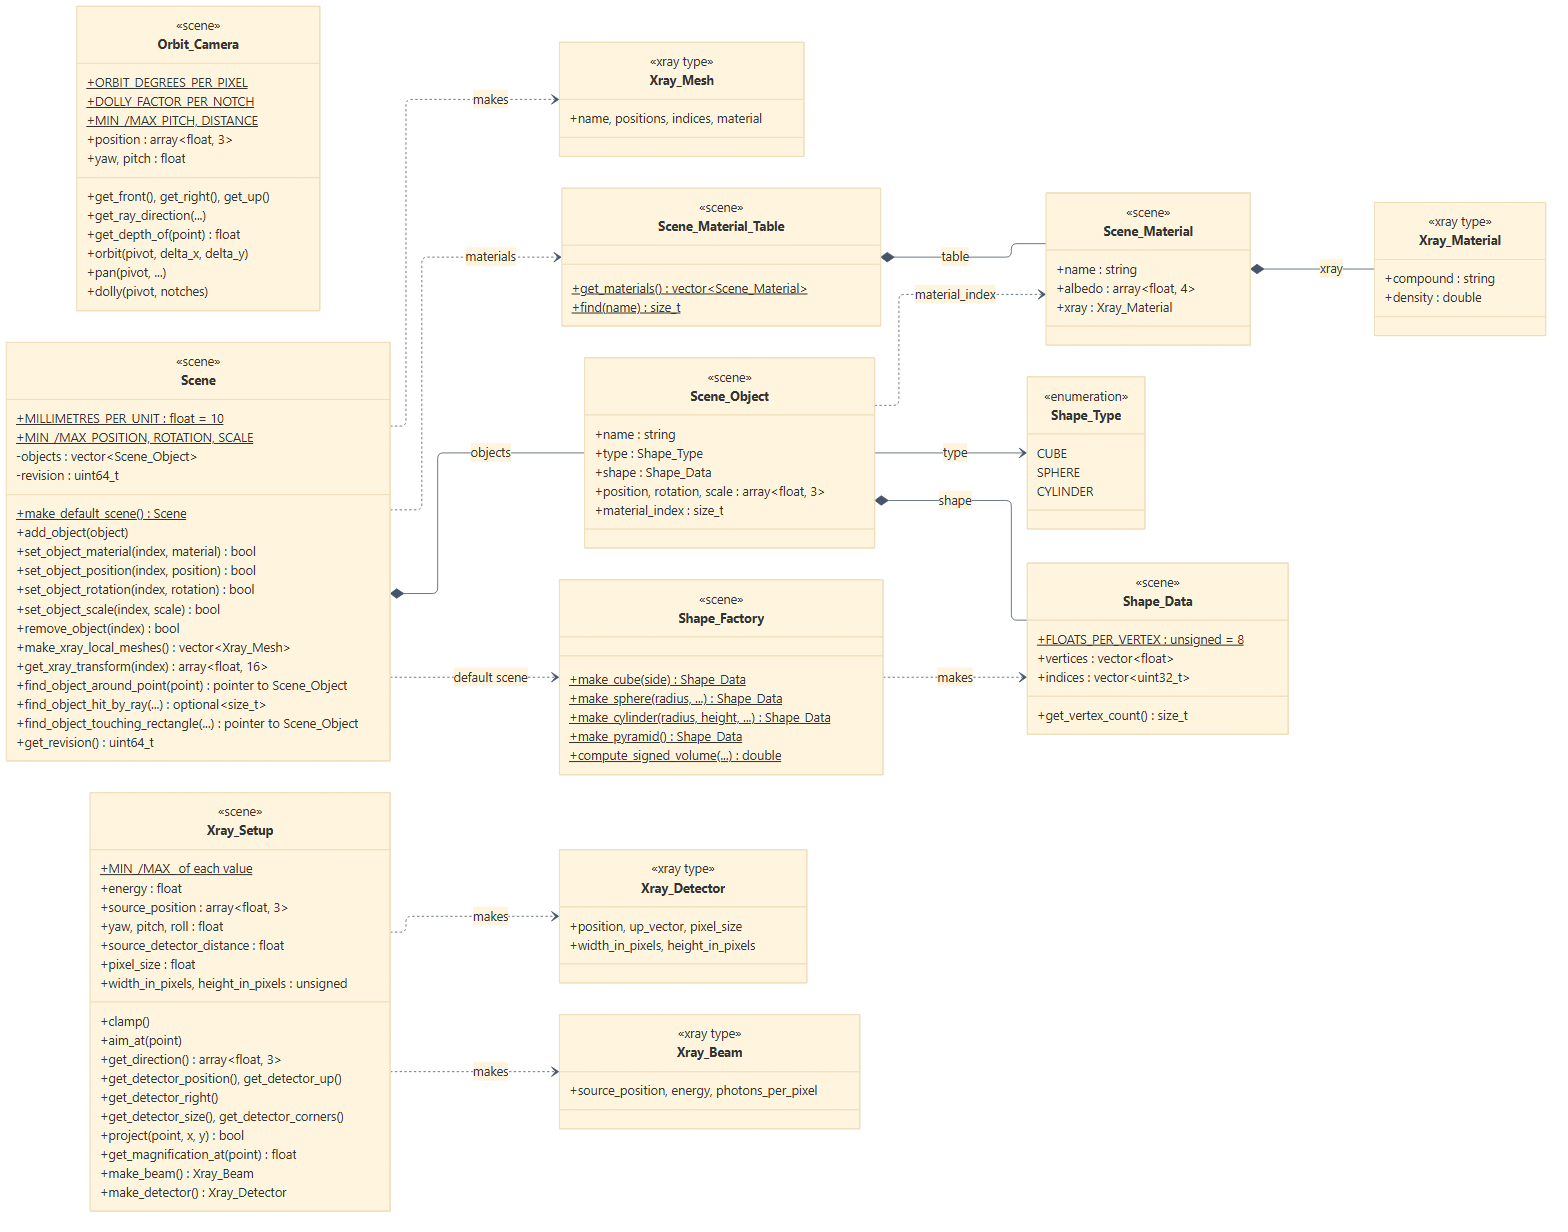 «scene»
Orbit_Camera
+ORBIT_DEGREES_PER_PIXEL
+DOLLY_FACTOR_PER_NOTCH
+MIN_/MAX_PITCH, DISTANCE
+position : array<float, 3>
+yaw, pitch : float
+get_front(), get_right(), get_up()
+get_ray_direction(...)
+get_depth_of(point) : float
+orbit(pivot, delta_x, delta_y)
+pan(pivot, ...)
+dolly(pivot, notches)
«scene»
Scene
+MILLIMETRES_PER_UNIT : float = 10
+MIN_/MAX_POSITION, ROTATION, SCALE
-objects : vector<Scene_Object>
-revision : uint64_t
+make_default_scene() : Scene
+add_object(object)
+set_object_material(index, material) : bool
+set_object_position(index, position) : bool
+set_object_rotation(index, rotation) : bool
+set_object_scale(index, scale) : bool
+remove_object(index) : bool
+make_xray_local_meshes() : vector<Xray_Mesh>
+get_xray_transform(index) : array<float, 16>
+find_object_around_point(point) : pointer to Scene_Object
+find_object_hit_by_ray(...) : optional<size_t>
+find_object_touching_rectangle(...) : pointer to Scene_Object
+get_revision() : uint64_t
«scene»
Xray_Setup
+MIN_/MAX_ of each value
+energy : float
+source_position : array<float, 3>
+yaw, pitch, roll : float
+source_detector_distance : float
+pixel_size : float
+width_in_pixels, height_in_pixels : unsigned
+clamp()
+aim_at(point)
+get_direction() : array<float, 3>
+get_detector_position(), get_detector_up()
+get_detector_right()
+get_detector_size(), get_detector_corners()
+project(point, x, y) : bool
+get_magnification_at(point) : float
+make_beam() : Xray_Beam
+make_detector() : Xray_Detector
makes
materials
objects
default scene
makes
makes
«xray type»
Xray_Mesh
+name, positions, indices, material
«scene»
Scene_Material_Table
+get_materials() : vector<Scene_Material>
+find(name) : size_t
«scene»
Scene_Object
+name : string
+type : Shape_Type
+shape : Shape_Data
+position, rotation, scale : array<float, 3>
+material_index : size_t
«scene»
Shape_Factory
+make_cube(side) : Shape_Data
+make_sphere(radius, ...) : Shape_Data
+make_cylinder(radius, height, ...) : Shape_Data
+make_pyramid() : Shape_Data
+compute_signed_volume(...) : double
«xray type»
Xray_Detector
+position, up_vector, pixel_size
+width_in_pixels, height_in_pixels
«xray type»
Xray_Beam
+source_position, energy, photons_per_pixel
table
material_index
type
shape
makes
«scene»
Scene_Material
+name : string
+albedo : array<float, 4>
+xray : Xray_Material
«enumeration»
Shape_Type
CUBE
SPHERE
CYLINDER
«scene»
Shape_Data
+FLOATS_PER_VERTEX : unsigned = 8
+vertices : vector<float>
+indices : vector<uint32_t>
+get_vertex_count() : size_t
xray
«xray type»
Xray_Material
+compound : string
+density : double